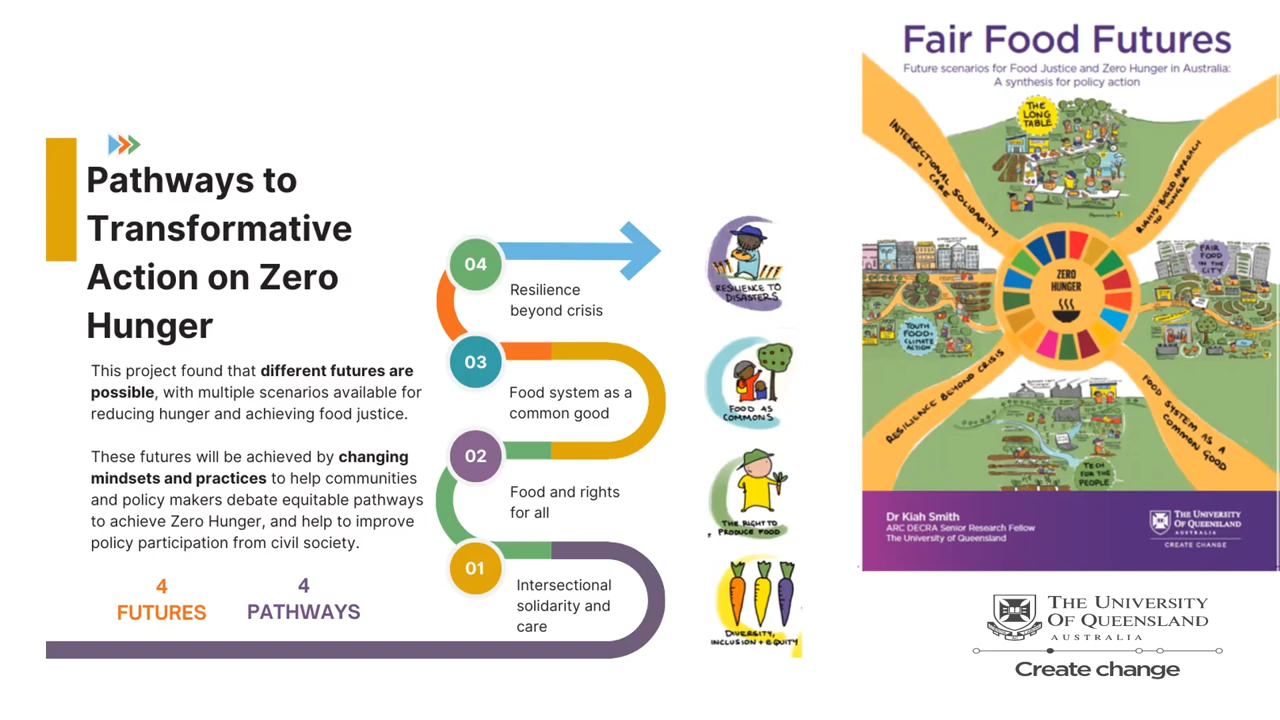 Pathways to
Transformative
Action on Zero
Hunger
This project found that different futures are
possible, with multiple scenarios available for
reducing hunger and achieving food justice.
These futures will be achieved by changing
mindsets and practices to help communities
and policy makers debate equitable pathways
to achieve Zero Hunger, and help to improve
policy participation from civil society.
4
FUTURES
4
PATHWAYS
04
Resilience
beyond crisis
03
Food system as a
common good
02
Food and rights
for all
01
Intersectional
solidarity and
care
RESILIENCE TO
DISASTERS
FOOD AS
COMMONS
THE RIGHT TO
PRODUCE FOOD
DIVERSITY,
INCLUSION + EQUITY
Fair Food Futures
Future scenarios for Food Justice and Zero Hunger in Australia:
A synthesis for policy action
THE
LONG
TABLE
INTERSECTIONAL SOLIDARITY
+ CARE
RIGHTS-BASED APPROACH
TO HUNGER
FAIR
FOOD
IN THE
CITY
ZERO
HUNGER
YOUTH
FOOD+
CLIMATE
ACTION
RESILIENCE BEYOND CRISIS
FOOD SYSTEM AS A
COMMON GOOD
TECH
FOR THE
PEOPLE
Dr Kiah Smith
ARC DECRA Senior Research Fellow
The University of Queensland
THE UNIVERSITY
OF QUEENSLAND
AUSTRALIA
CREATE CHANGE
THE UNIVERSITY
OF QUEENSLAND
AUSTRALIA
Create change